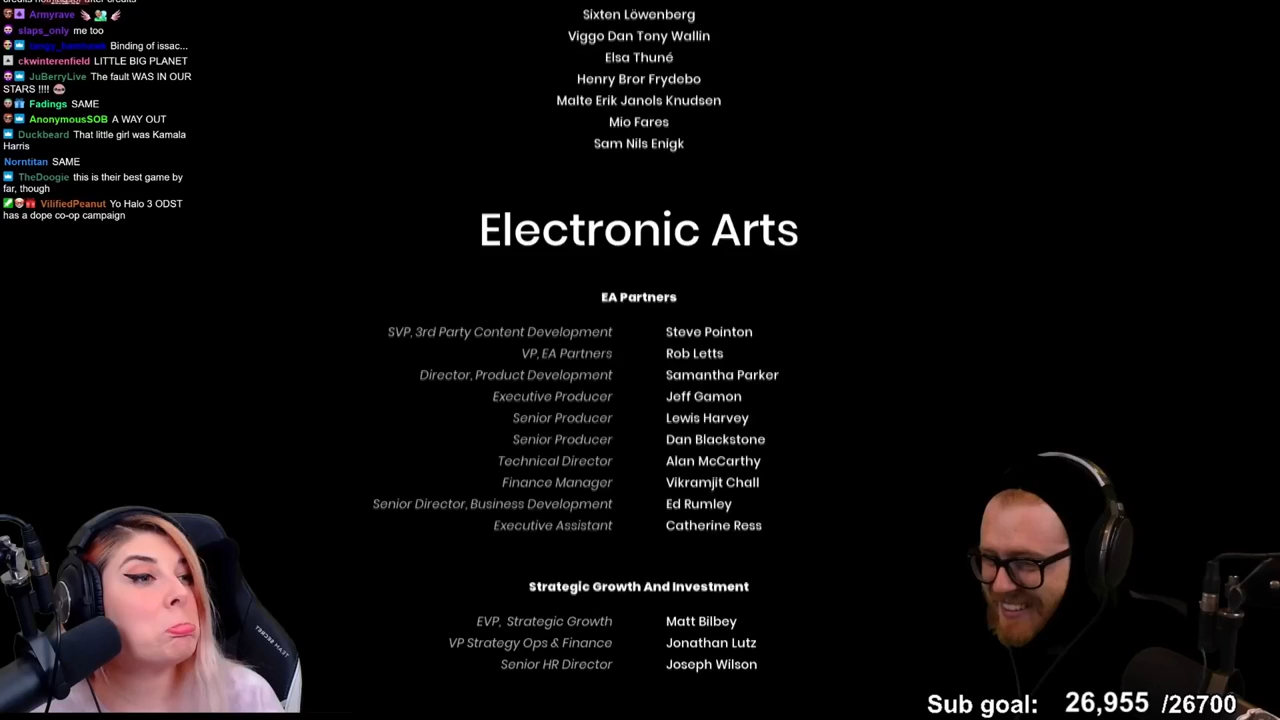 Armyrave
slaps_only me too
Binding of issac...
ckwinterenfield LITTLE BIG PLANET
JuBerryLive The fault WAS IN OUR
STARS !!!!
Fadings SAME
AnonymousSOB A WAY OUT
Duckbeard That little girl was Kamala
Harris
Norntitan SAME
TheDoogie this is their best game by
far, though
VilifiedPeanut Yo Halo 3 ODST
has a dope co-op campaign
Sixten Löwenberg
Viggo Dan Tony Wallin
Elsa Thuné
Henry Bror Frydebo
Malte Erik Janols Knudsen
Mio Fares
Sam Nils Enigk
Electronic Arts
EA Partners
SVP, 3rd Party Content Development Steve Pointon
VP, EA Partners Rob Letts
Director, Product Development Samantha Parker
Executive Producer Jeff Gamon
Senior Producer Lewis Harvey
Senior Producer Dan Blackstone
Technical Director Alan McCarthy
Finance Manager Vikramjit Chall
Senior Director, Business Development Ed Rumley
Executive Assistant Catherine Ress
Strategic Growth And Investment
EVP, Strategic Growth Matt Bilbey
VP Strategy Ops & Finance Jonathan Lutz
Senior HR Director Joseph Wilson
SECRETLAB
Sub goal: 26,955 /26700